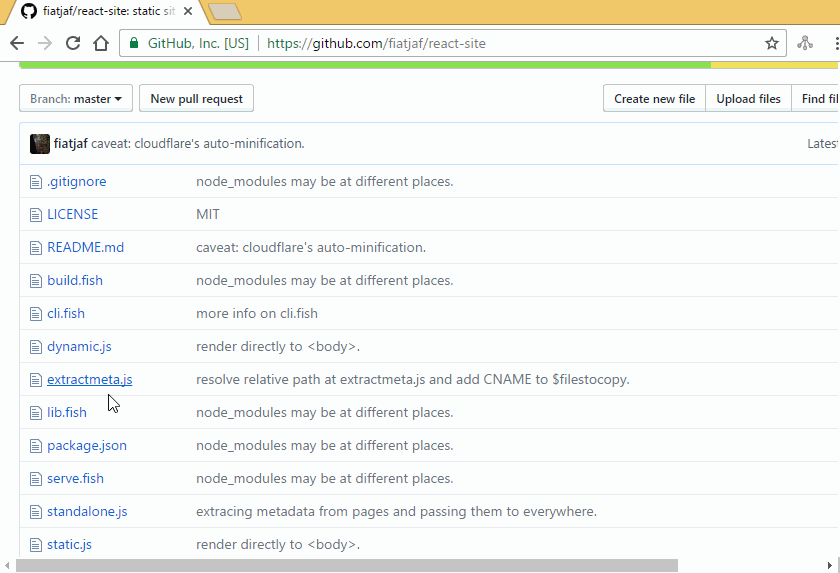 fiatjaf/react-site: static sit
GitHub, Inc. [US] https://github.com/fiatjaf/react-site
Branch: master New pull request Create new file Upload files Find fil
fiatjaf caveat: cloudflare's auto-minification. Latest
.gitignore node_modules may be at different places.
LICENSE MIT
README.md caveat: cloudflare's auto-minification.
build.fish node_modules may be at different places.
cli.fish more info on cli.fish
dynamic.js render directly to <body>.
extractmeta.js resolve relative path at extractmeta.js and add CNAME to $filestocopy.
lib.fish node_modules may be at different places.
package.json node_modules may be at different places.
serve.fish node_modules may be at different places.
standalone.js extracing metadata from pages and passing them to everywhere.
static.js render directly to <body>.